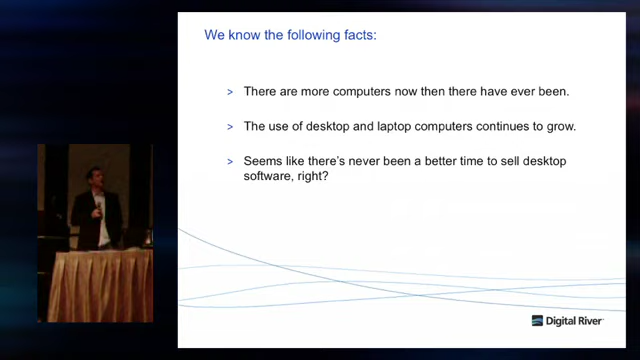 We know the following facts:
> There are more computers now then there have ever been.
> The use of desktop and laptop computers continues to grow.
> Seems like there's never been a better time to sell desktop
software, right?
Digital River